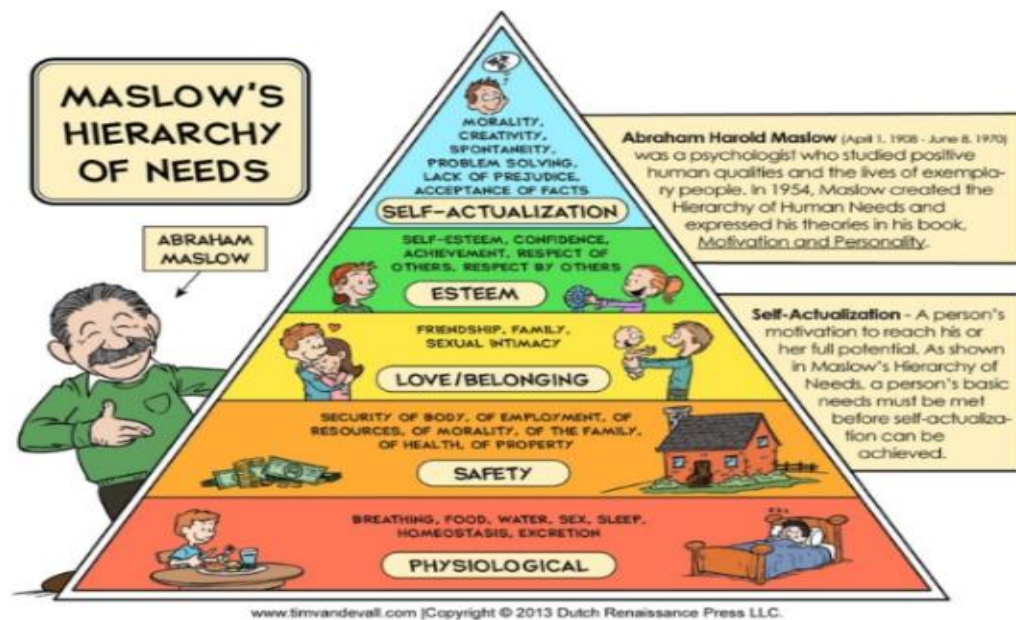 MASLOW'S
HIERARCHY
OF NEEDS
ABRAHAM
MASLOW
MORALITY,
CREATIVITY,
SPONTANEITY,
PROBLEM SOLVING,
LACK OF PREJUDICE,
ACCEPTANCE OF FACTS
SELF-ACTUALIZATION
SELF-ESTEEM, CONFIDENCE,
ACHIEVEMENT, RESPECT OF
OTHERS, RESPECT BY OTHERS
ESTEEM
FRIENDSHIP, FAMILY,
SEXUAL INTIMACY
LOVE/BELONGING
SECURITY OF BODY, OF EMPLOYMENT, OF
RESOURCES, OF MORALITY, OF THE FAMILY,
OF HEALTH, OF PROPERTY
SAFETY
BREATHING, FOOD, WATER, SEX, SLEEP,
HOMEOSTASIS, EXCRETION
PHYSIOLOGICAL
Abraham Harold Maslow (April 1, 1908 - June 8, 1970)
was a psychologist who studied positive
human qualities and the lives of exempla-
ry people. In 1954, Maslow created the
Hierarchy of Human Needs and
expressed his theories in his book,
Motivation and Personality.
Self-Actualization - A person's
motivation to reach his or
her full potential. As shown
in Maslow's Hierarchy of
Needs, a person's basic
needs must be met
before self-actualiza-
tion can be
achieved.
www.timvandevall.com |Copyright © 2013 Dutch Renaissance Press LLC.